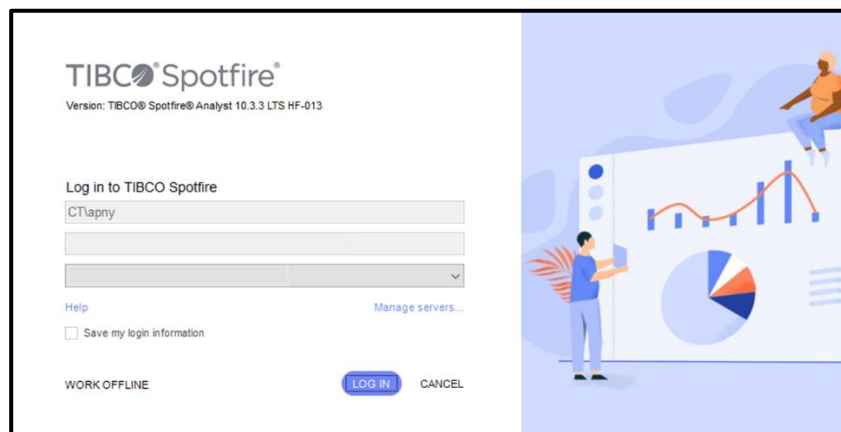 TIBCO® Spotfire®
Version: TIBCO® Spotfire® Analyst 10.3.3 LTS HF-013
Log in to TIBCO Spotfire
CT\apny
Help Manage servers...
Save my login information
WORK OFFLINE LOG IN CANCEL